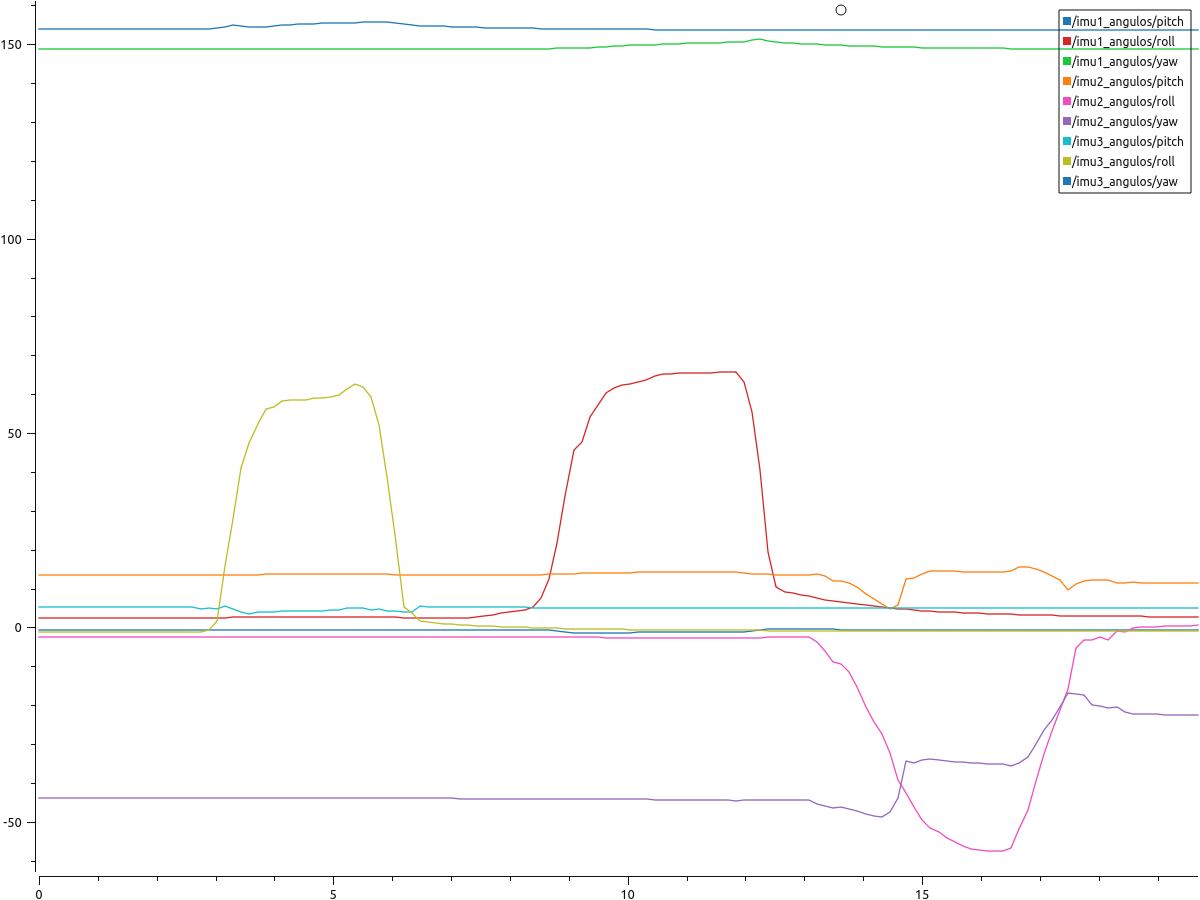 150
100
50
0
-50
0
5
10
15
/imu1_angulos/pitch
/imu1_angulos/roll
/imu1_angulos/yaw
/imu2_angulos/pitch
/imu2_angulos/roll
/imu2_angulos/yaw
/imu3_angulos/pitch
/imu3_angulos/roll
/imu3_angulos/yaw